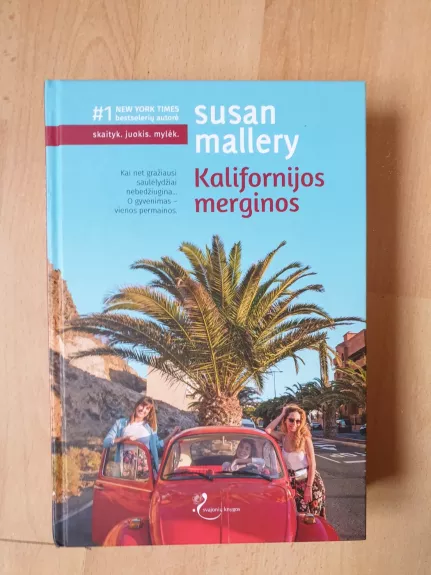 #1 NEW YORK TIMES
bestselerių autorė
skaityk. juokis. mylėk.
susan
mallery
Kalifornijos
merginos
Kai net gražiausi
saulėlydžiai
nebedžiugina...
O gyvenimas –
vienos permainos.
svajonių knygos